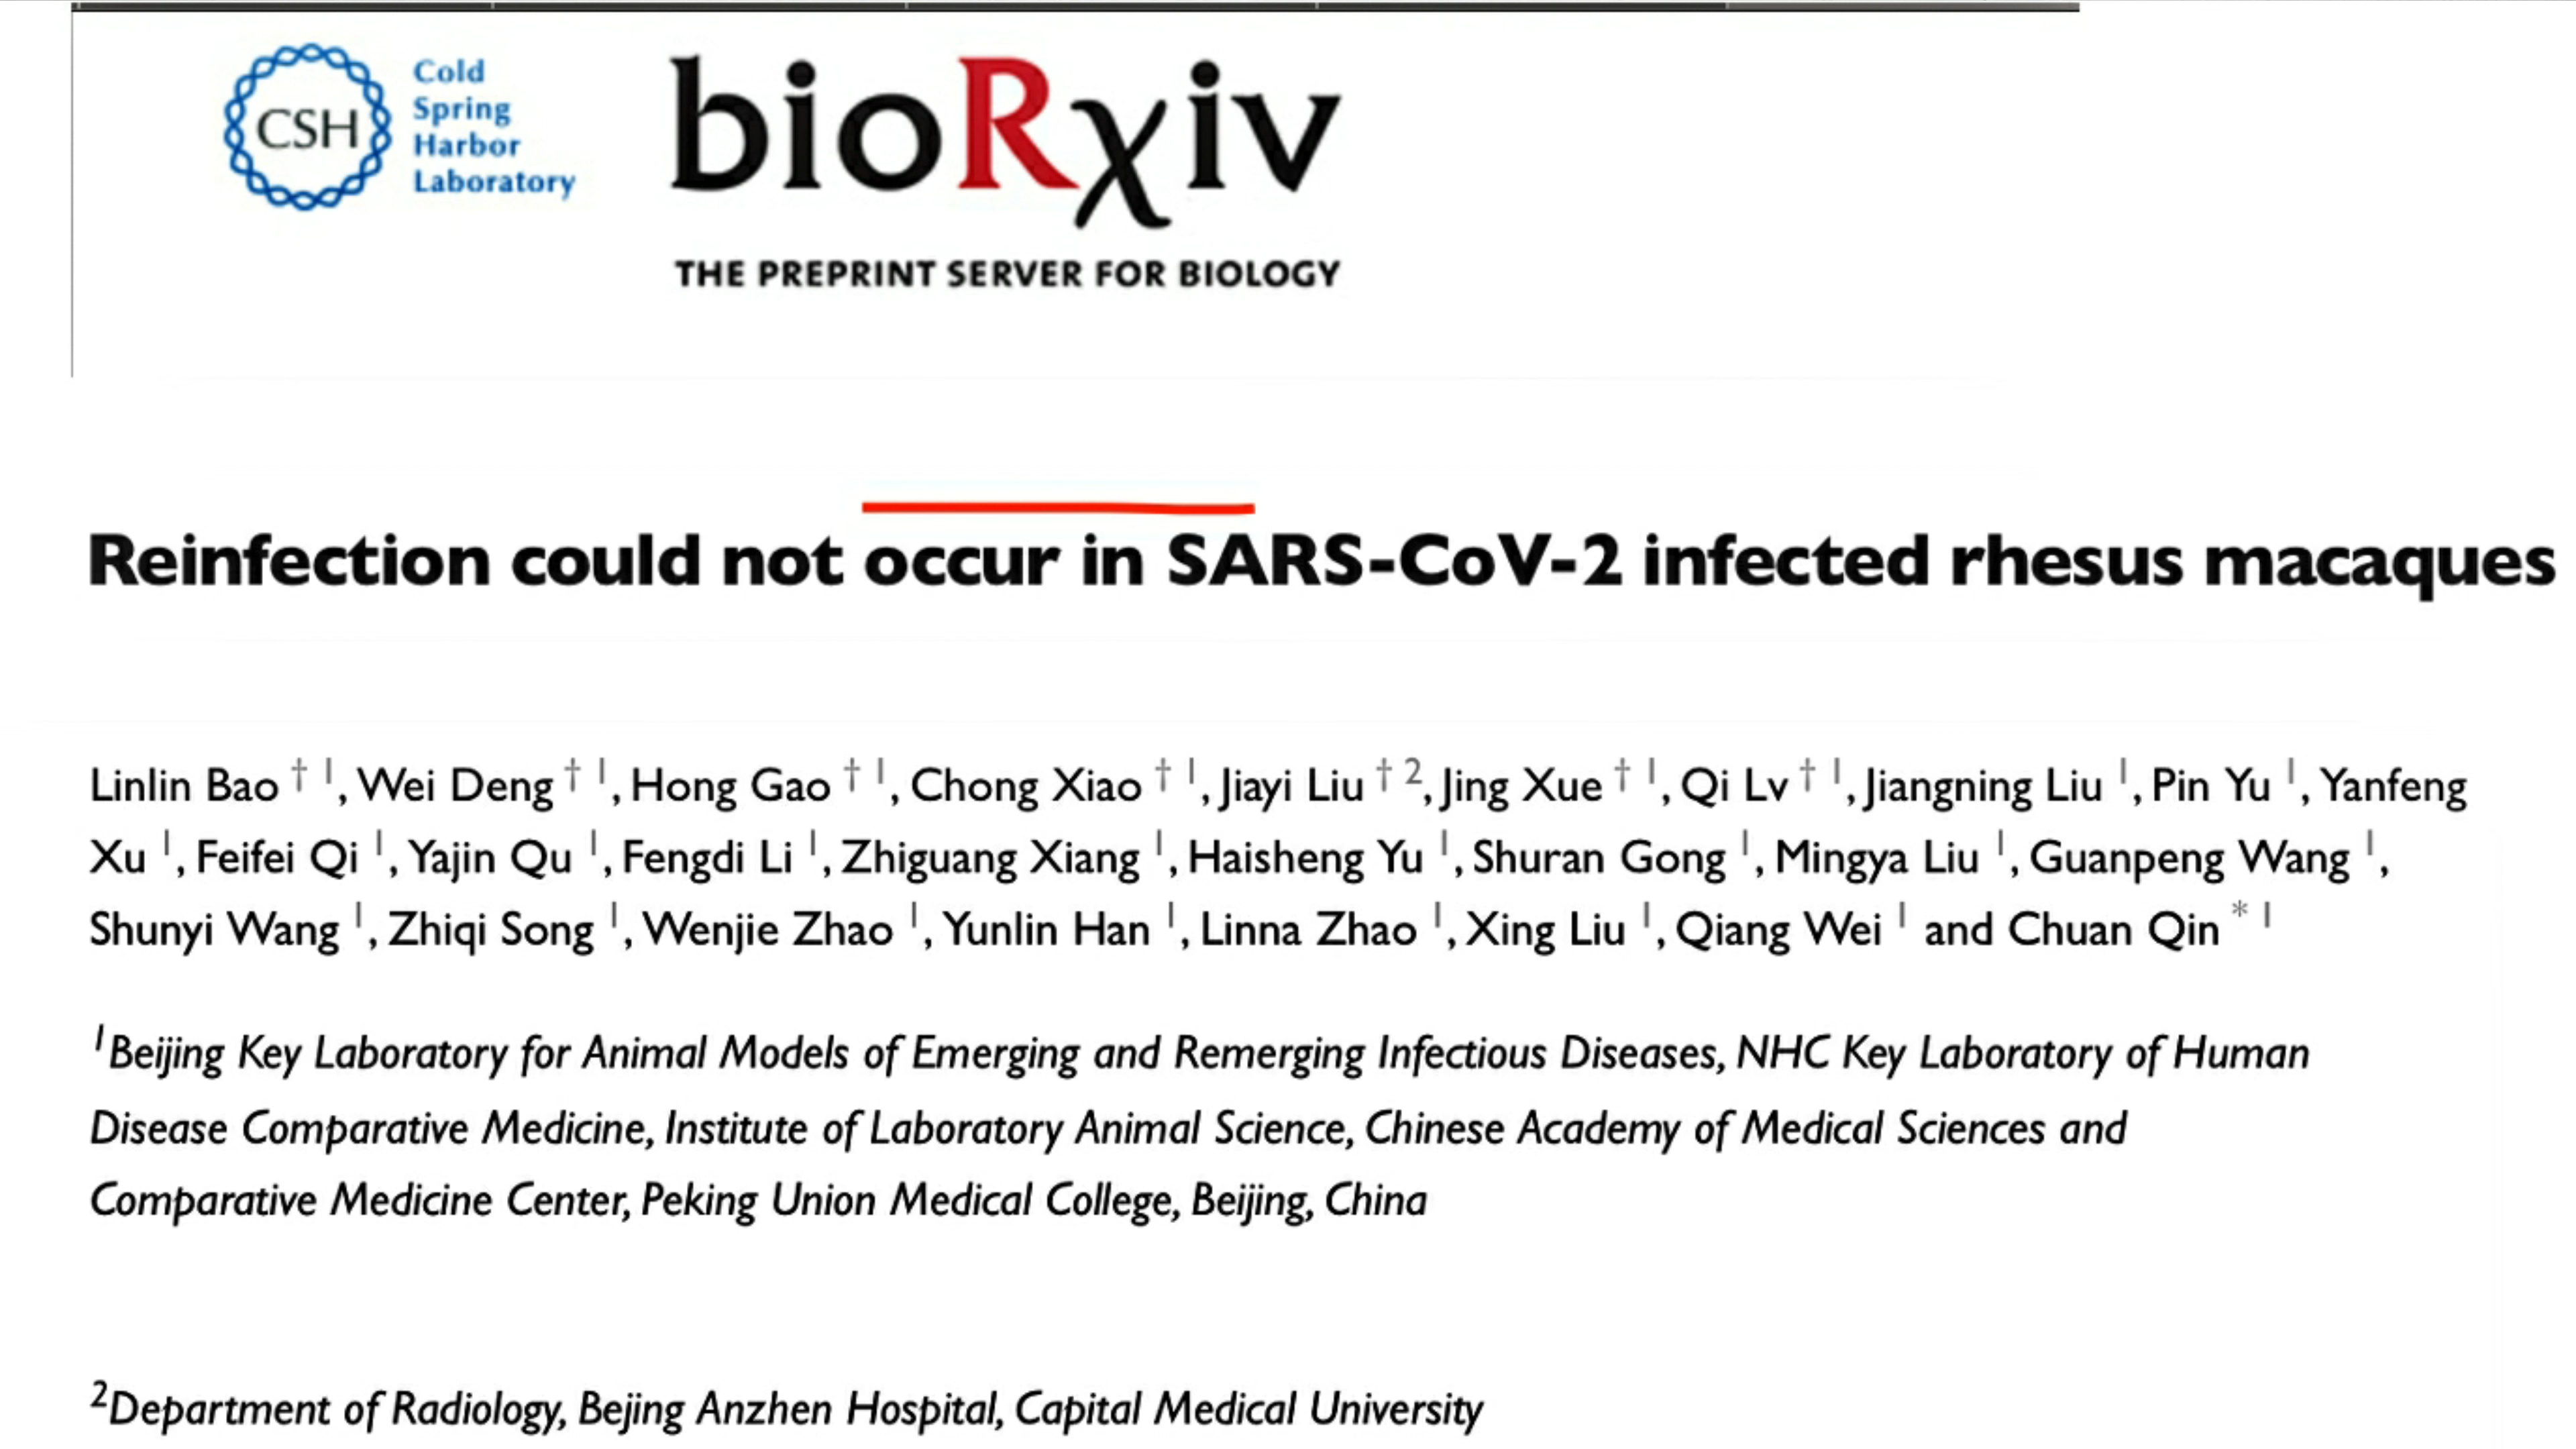 CSH
Cold
Spring
Harbor
Laboratory
bioRχiv
THE PREPRINT SERVER FOR BIOLOGY
Reinfection could not occur in SARS-CoV-2 infected rhesus macaques
Linlin Bao † 1, Wei Deng † 1, Hong Gao † 1, Chong Xiao † 1, Jiayi Liu † 2, Jing Xue † 1, Qi Lv † 1, Jiangning Liu 1, Pin Yu 1, Yanfeng
Xu 1, Feifei Qi 1, Yajin Qu 1, Fengdi Li 1, Zhiguang Xiang 1, Haisheng Yu 1, Shuran Gong 1, Mingya Liu 1, Guanpeng Wang 1,
Shunyi Wang 1, Zhiqi Song 1, Wenjie Zhao 1, Yunlin Han 1, Linna Zhao 1, Xing Liu 1, Qiang Wei 1 and Chuan Qin * 1
1Beijing Key Laboratory for Animal Models of Emerging and Remerging Infectious Diseases, NHC Key Laboratory of Human
Disease Comparative Medicine, Institute of Laboratory Animal Science, Chinese Academy of Medical Sciences and
Comparative Medicine Center, Peking Union Medical College, Beijing, China
2Department of Radiology, Bejing Anzhen Hospital, Capital Medical University